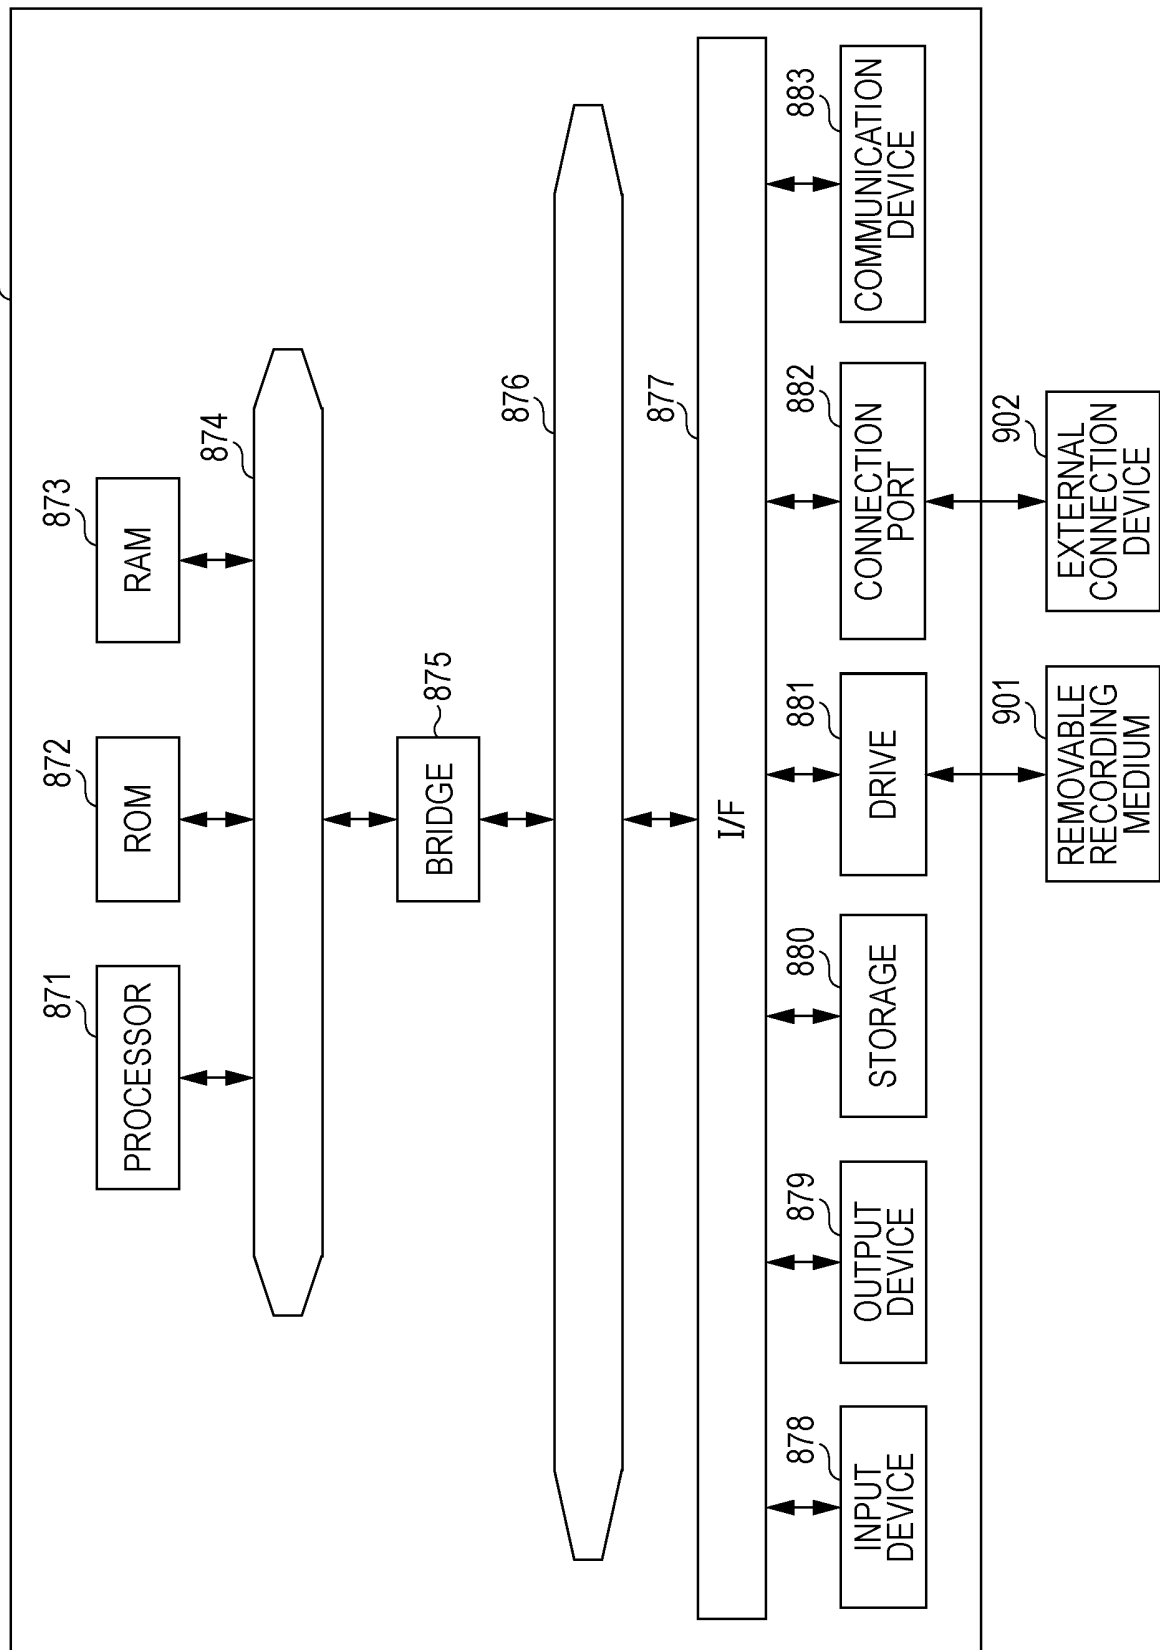 871
872
873
PROCESSOR
ROM
RAM
874
875
BRIDGE
876
877
I/F
878
879
880
881
882
883
INPUT
DEVICE
OUTPUT
DEVICE
STORAGE
DRIVE
CONNECTION
PORT
COMMUNICATION
DEVICE
901
902
REMOVABLE
RECORDING
MEDIUM
EXTERNAL
CONNECTION
DEVICE